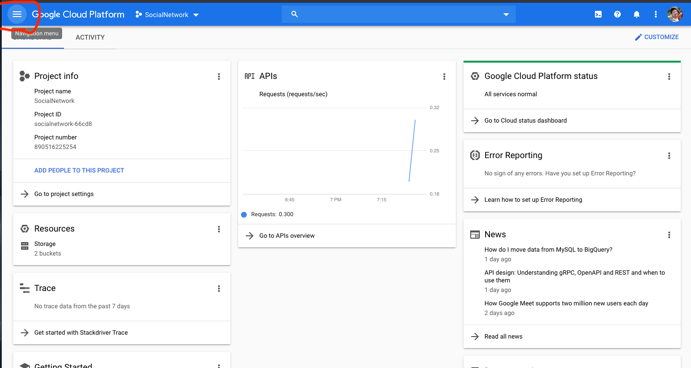 Google Cloud Platform
SocialNetwork
Navigation menu
ACTIVITY
CUSTOMIZE
Project info
Project name
SocialNetwork
Project ID
socialnetwork-66cd8
Project number
890516225254
ADD PEOPLE TO THIS PROJECT
Go to project settings
Resources
Storage
2 buckets
Trace
No trace data from the past 7 days
Get started with Stackdriver Trace
Getting Started
API APIs
Requests (requests/sec)
0.32
0.25
0.18
6:45
7 PM
7:15
Requests: 0.300
Go to APIs overview
Google Cloud Platform status
All services normal
Go to Cloud status dashboard
Error Reporting
No sign of any errors. Have you set up Error Reporting?
Learn how to set up Error Reporting
News
How do I move data from MySQL to BigQuery?
1 day ago
API design: Understanding gRPC, OpenAPI and REST and when to
use them
1 day ago
How Google Meet supports two million new users each day
2 days ago
Read all news